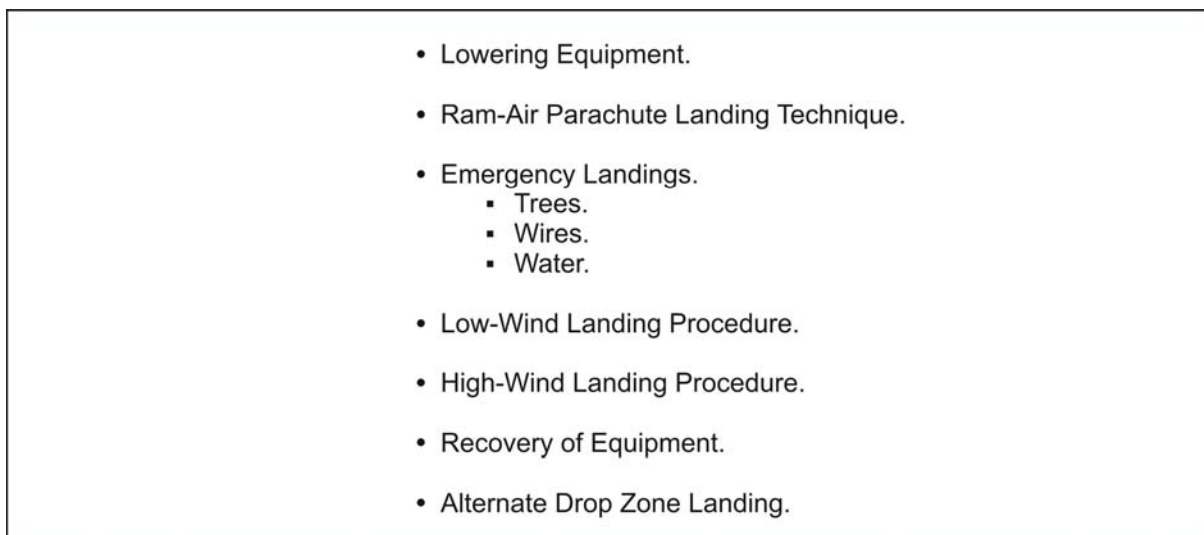 • Lowering Equipment.
• Ram-Air Parachute Landing Technique.
• Emergency Landings.
▪ Trees.
▪ Wires.
▪ Water.
• Low-Wind Landing Procedure.
• High-Wind Landing Procedure.
• Recovery of Equipment.
• Alternate Drop Zone Landing.